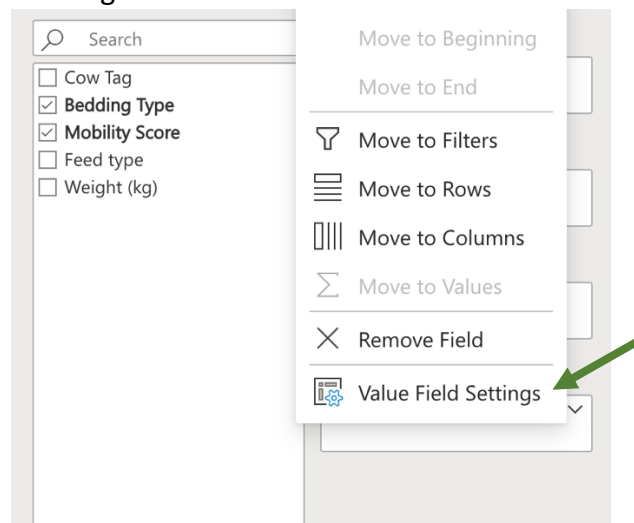 Search
Cow Tag
Bedding Type
Mobility Score
Feed type
Weight (kg)
Move to Beginning
Move to End
Move to Filters
Move to Rows
Move to Columns
Move to Values
Remove Field
Value Field Settings